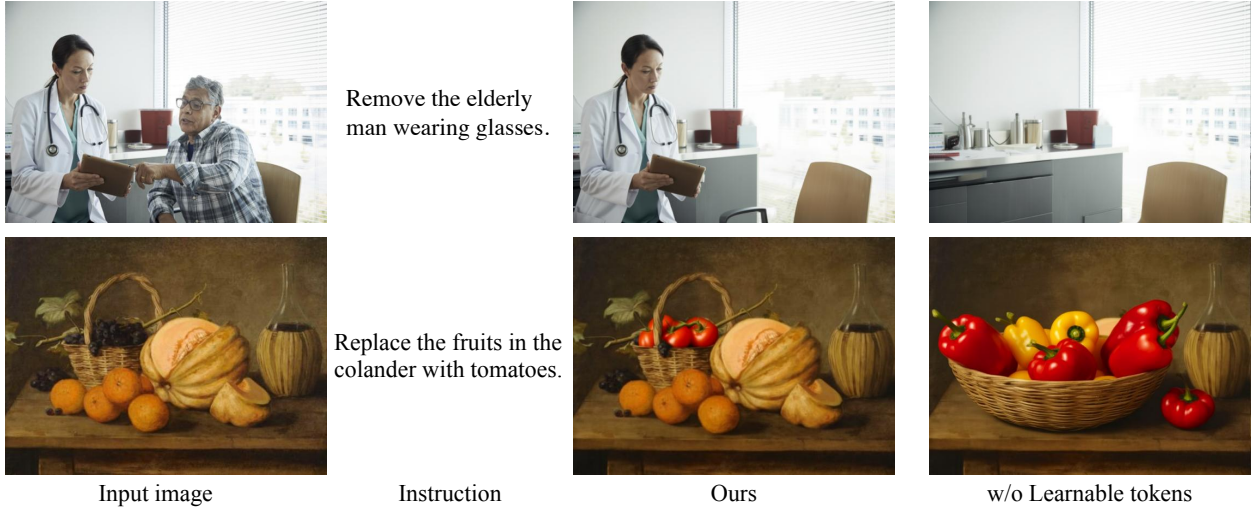 Remove the elderly
man wearing glasses.
Replace the fruits in the
colander with tomatoes.
Input image
Instruction
Ours
w/o Learnable tokens